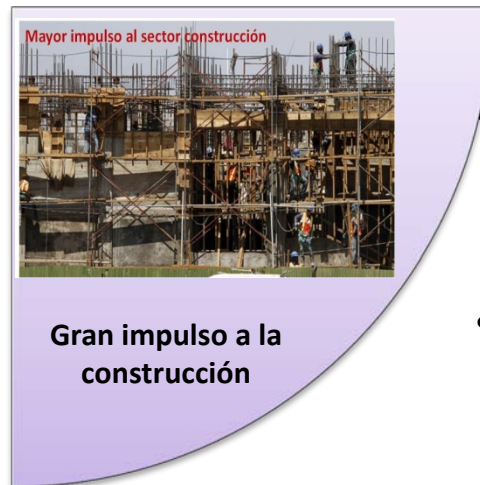 Mayor impulso al sector construcción
Gran impulso a la
construcción